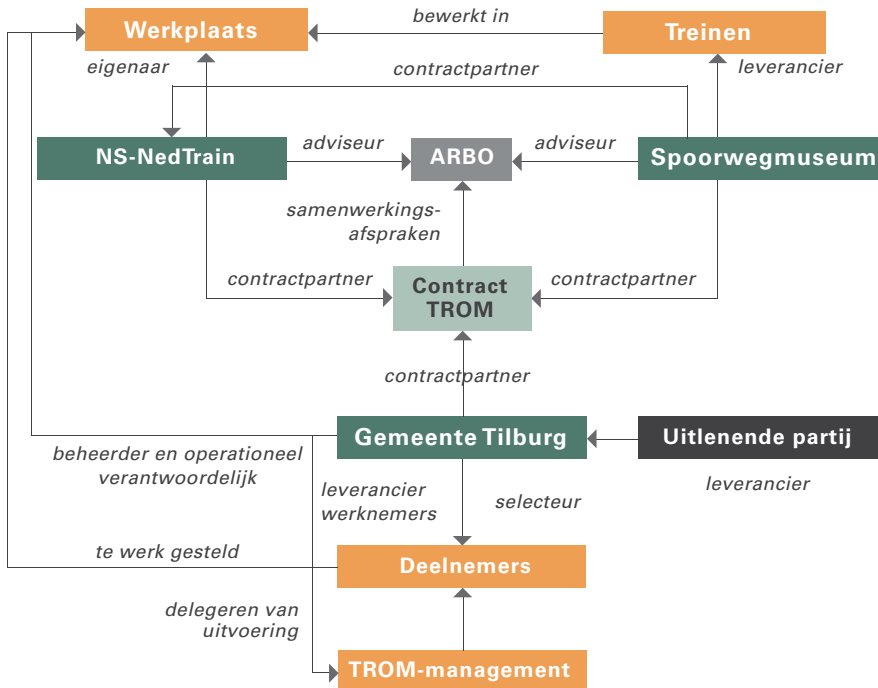 bewerkt in
Werkplaats
Treinen
eigenaar
contractpartner
leverancier
adviseur
adviseur
NS-NedTrain
ARBO
Spoorwegmuseum
samenwerkings-
afspraken
contractpartner
Contract
TROM
contractpartner
contractpartner
Gemeente Tilburg
Uitlenende partij
beheerder en operationeel
verantwoordelijk
leverancier
werknemers
selecteur
leverancier
te werk gesteld
Deelnemers
delegeren van
uitvoering
TROM-management